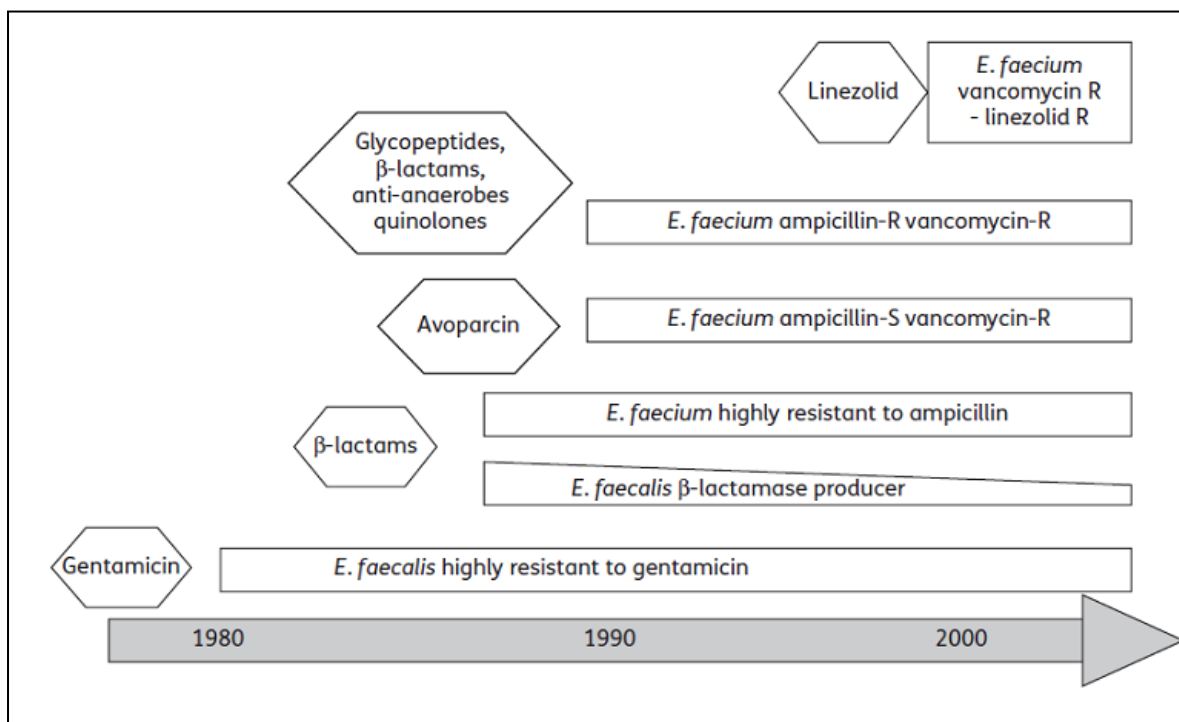 Linezolid
E. faecium
vancomycin R
- linezolid R
Glycopeptides,
β-lactams,
anti-anaerobes
quinolones
E. faecium ampicillin-R vancomycin-R
Avoparcin
E. faecium ampicillin-S vancomycin-R
β-lactams
E. faecium highly resistant to ampicillin
E. faecalis β-lactamase producer
Gentamicin
E. faecalis highly resistant to gentamicin
1980 1990 2000